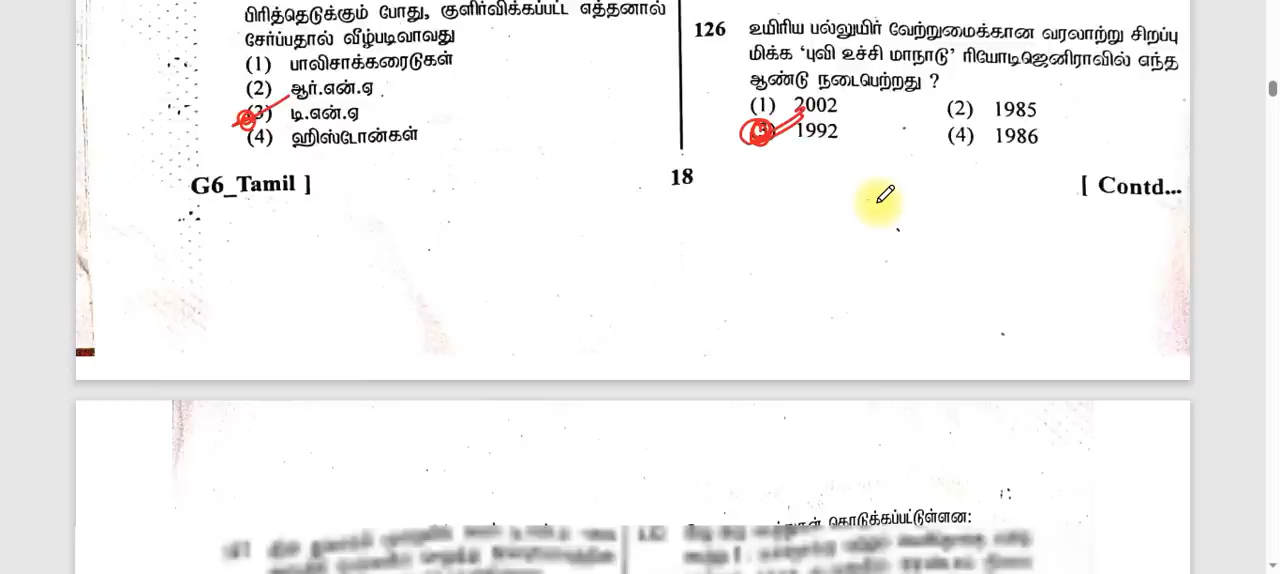 பிரித்தெடுக்கும் போது, குளிர்விக்கப்பட்ட எத்தனால்
சேர்ப்பதால் வீழ்படிவாவது
(1) பாலிசாக்கரைடுகள்
(2) ஆர்.என்.ஏ
(3) டி.என்.ஏ
(4) ஹிஸ்டோன்கள்
126 உயிரிய பல்லுயிர் வேற்றுமைக்கான வரலாற்று சிறப்பு
மிக்க ‘புவி உச்சி மாநாடு’ ரியோடிஜெனிராவில் எந்த
ஆண்டு நடைபெற்றது ?
(1) 2002 (2) 1985
(3) 1992 (4) 1986
G6_Tamil ] 18 [ Contd...
கொடுக்கப்பட்டுள்ளன: